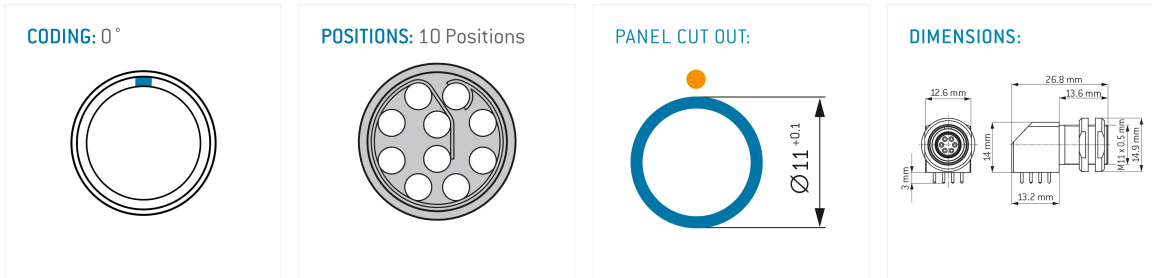 CODING: 0°
POSITIONS: 10 Positions
PANEL CUT OUT:
Ø 11 +0.1
DIMENSIONS:
12.6 mm
3 mm
26.8 mm
13.6 mm
14 mm
M11 x 0.5 mm
14.9 mm
13.2 mm